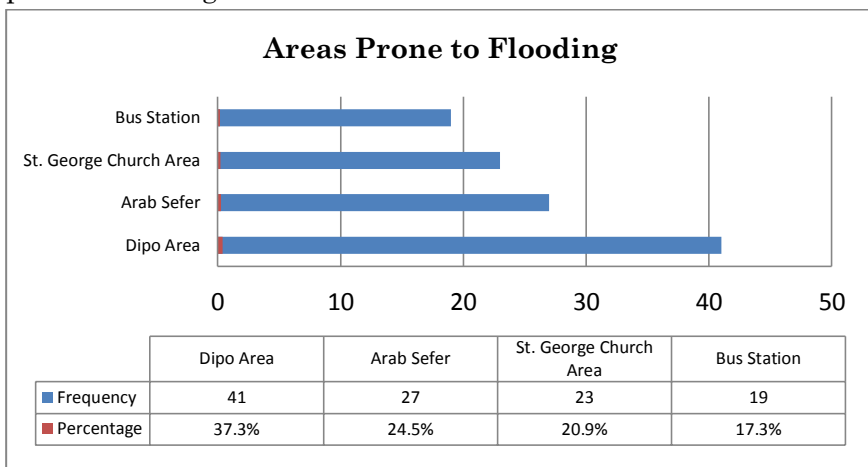 Areas Prone to Flooding
Bus Station
St. George Church Area
Arab Sefer
Dipo Area
0 10 20 30 40 50
Dipo Area Arab Sefer St. George Church Area Bus Station
Frequency 41 27 23 19
Percentage 37.3% 24.5% 20.9% 17.3%